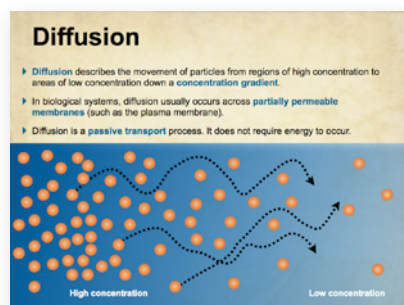 Diffusion
Diffusion describes the movement of particles from regions of high concentration to
areas of low concentration down a concentration gradient.
In biological systems, diffusion usually occurs across partially permeable
membranes (such as the plasma membrane).
Diffusion is a passive transport process. It does not require energy to occur.
High concentration
Low concentration